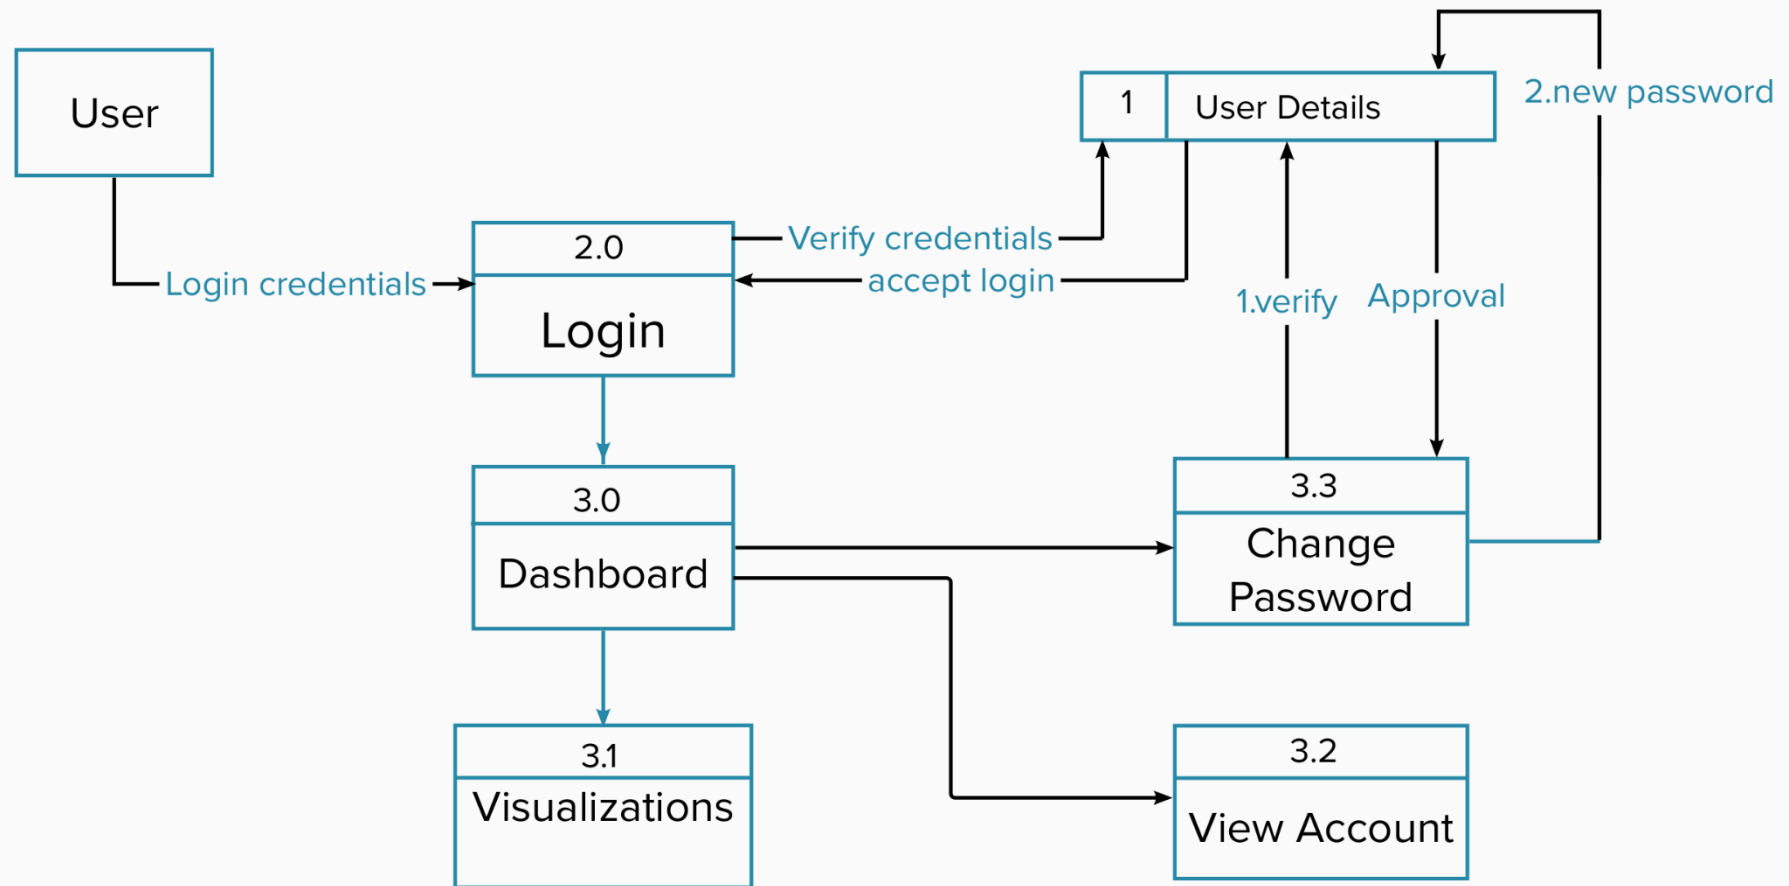 User
1
User Details
2.new password
2.0
Verify credentials
Login credentials
accept login
Login
1.verify
Approval
3.0
Dashboard
3.3
Change
Password
3.1
Visualizations
3.2
View Account